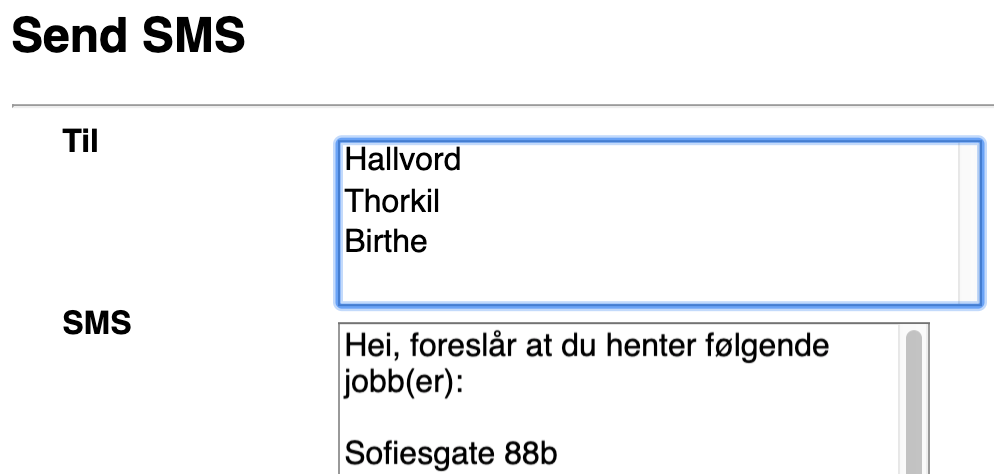 Send SMS
Til
Hallvord
Thorkil
Birthe
SMS
Hei, foreslår at du henter følgende
jobb(er):
Sofiesgate 88b